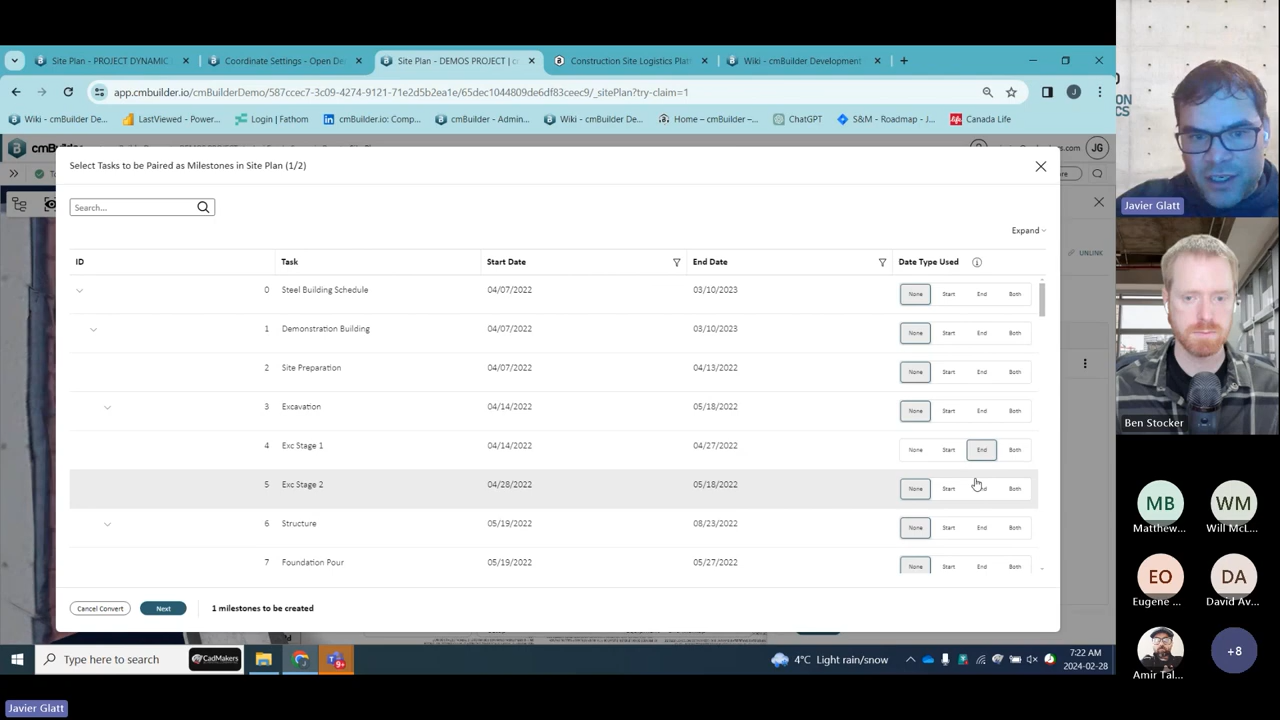 Site Plan - PROJECT DYNAMIC
Coordinate Settings - Open De
Site Plan - DEMOS PROJECT | c
Construction Site Logistics Plat
Wiki - cmBuilder Development
app.cmbuilder.io/cmBuilderDemo/587ccec7-3c09-4274-9121-71e2d5b2ea1e/65dec1044809de6df83ceec9/_sitePlan?try-claim=1
J
Wiki - cmBuilder De...
LastViewed - Power...
Login | Fathom
cmBuilder.io: Comp...
cmBuilder - Admin...
Wiki - cmBuilder De...
Home – cmBuilder –...
ChatGPT
S&M - Roadmap - J...
Canada Life
cmBuilder
JG
Select Tasks to be Paired as Milestones in Site Plan (1/2)
Search...
Expand
UNLINK
ID Task Start Date End Date Date Type Used
0 Steel Building Schedule 04/07/2022 03/10/2023 None Start End Both
1 Demonstration Building 04/07/2022 03/10/2023 None Start End Both
2 Site Preparation 04/07/2022 04/13/2022 None Start End Both
3 Excavation 04/14/2022 05/18/2022 None Start End Both
4 Exc Stage 1 04/14/2022 04/27/2022 None Start End Both
5 Exc Stage 2 04/28/2022 05/18/2022 None Start End Both
6 Structure 05/19/2022 08/23/2022 None Start End Both
7 Foundation Pour 05/19/2022 05/27/2022 None Start End Both
Cancel Convert
Next
1 milestones to be created
Type here to search
CadMakers
9+
4°C Light rain/snow
7:22 AM
2024-02-28
Javier Glatt
Ben Stocker
MB
Matthew...
WM
Will McL...
EO
Eugene ...
DA
David Av...
Amir Tal...
+8
Javier Glatt